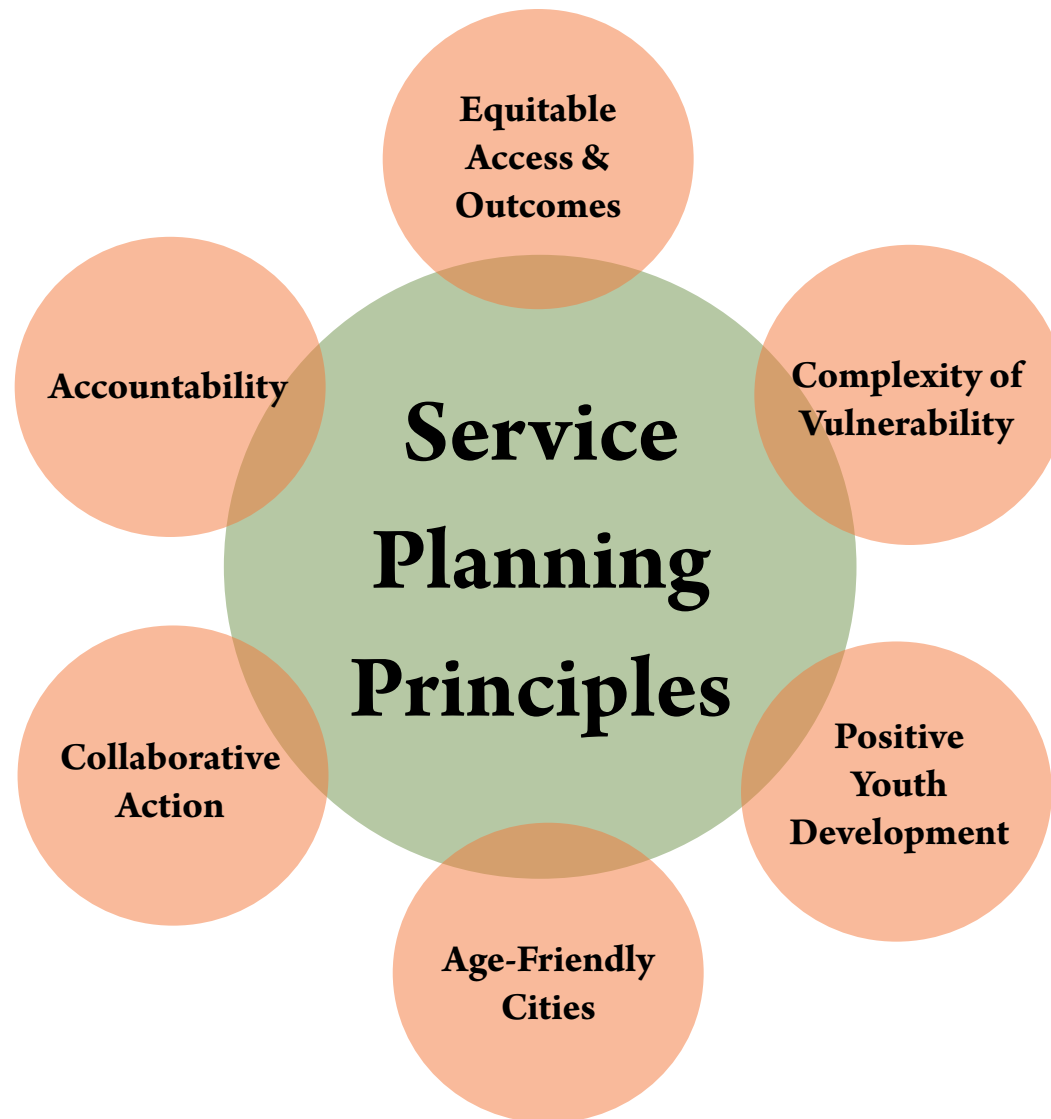 Equitable
Access &
Outcomes
Complexity of
Vulnerability
Positive
Youth
Development
Age-Friendly
Cities
Collaborative
Action
Accountability
Service
Planning
Principles